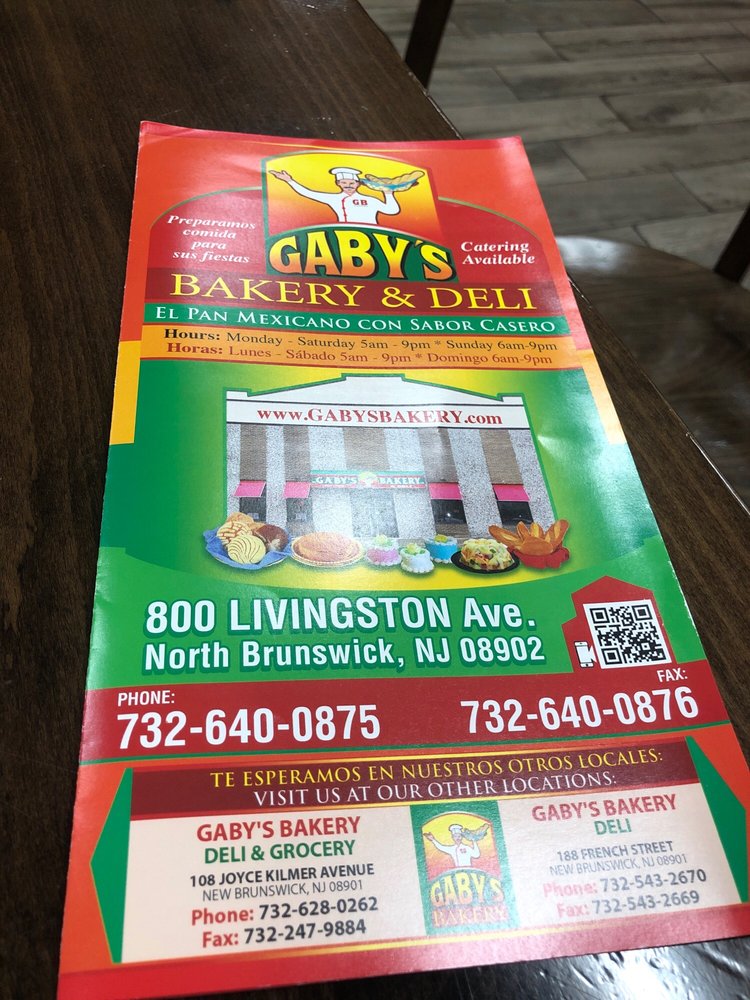 GB
Preparamos
comida
para
sus fiestas
GABY'S
Catering
Available
BAKERY & DELI
EL PAN MEXICANO CON SABOR CASERO
Hours: Monday - Saturday 5am - 9pm * Sunday 6am-9pm
Horas: Lunes - Sábado 5am - 9pm * Domingo 6am-9pm
www.GABYSBAKERY.com
GABY'S BAKERY
800 LIVINGSTON Ave.
North Brunswick, NJ 08902
PHONE:
732-640-0875
FAX:
732-640-0876
TE ESPERAMOS EN NUESTROS OTROS LOCALES:
VISIT US AT OUR OTHER LOCATIONS:
GABY'S BAKERY
DELI & GROCERY
108 JOYCE KILMER AVENUE
NEW BRUNSWICK, NJ 08901
Phone: 732-628-0262
Fax: 732-247-9884
GABY'S
BAKERY
GABY'S BAKERY
DELI
188 FRENCH STREET
NEW BRUNSWICK, NJ 08901
Phone: 732-543-2670
Fax: 732-543-2669